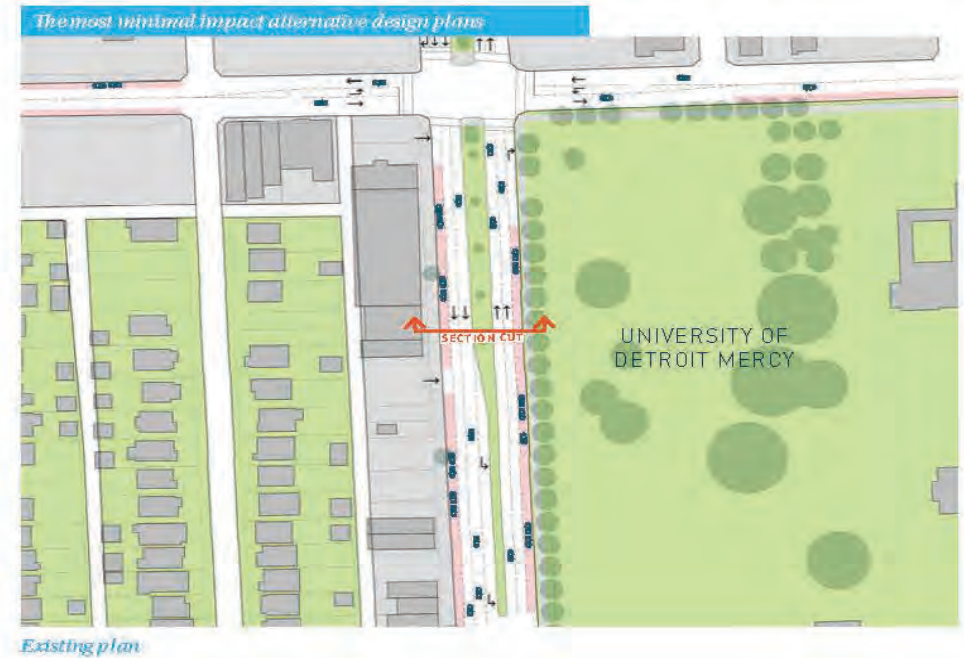 The most minimal impact alternative design plans
SECTION CUT
UNIVERSITY OF
DETROIT MERCY
Existing plan